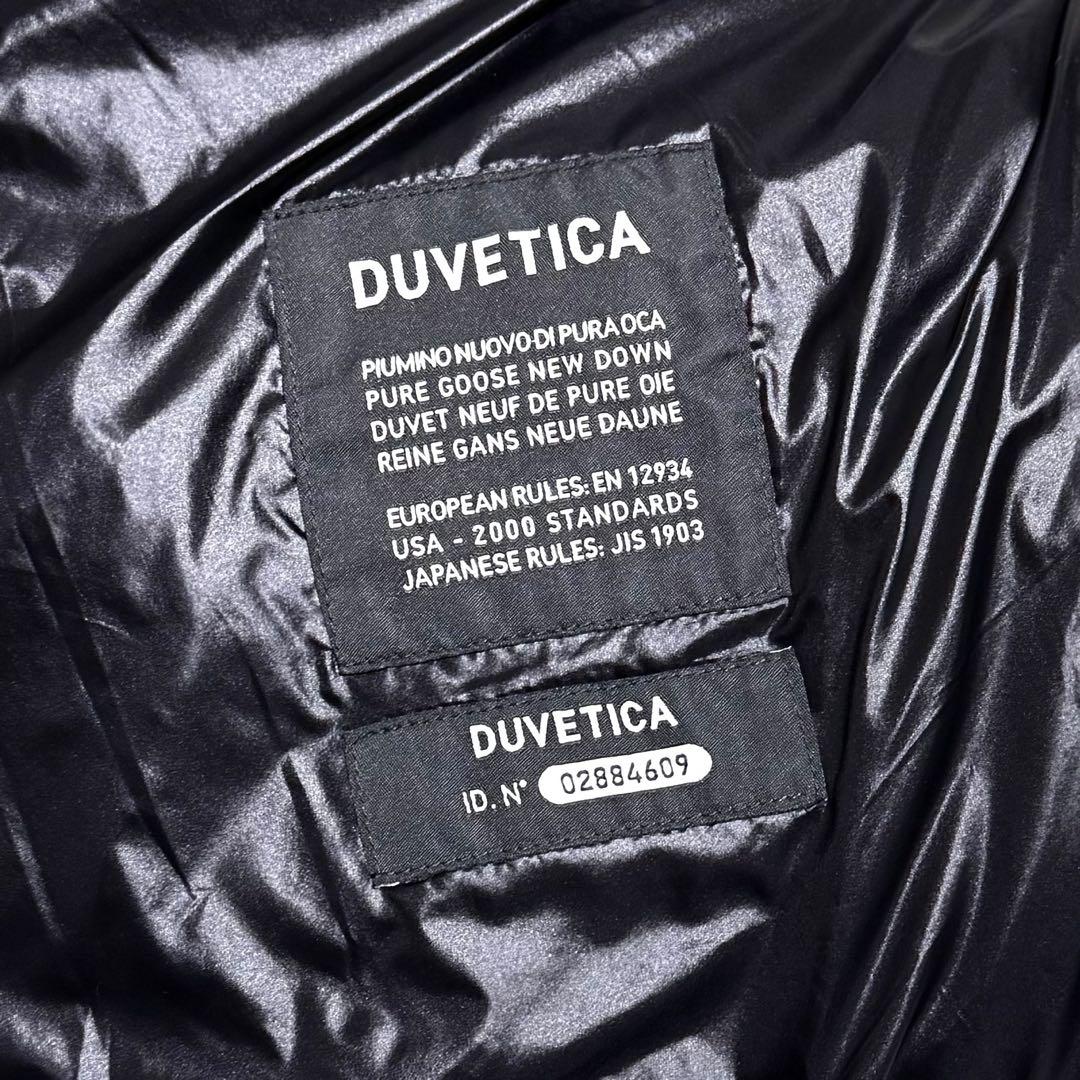 DUVETICA
PIUMINO NUOVO DI PURA OCA
PURE GOOSE NEW DOWN
DUVET NEUF DE PURE OIE
REINE GANS NEUE DAUNE
EUROPEAN RULES: EN 12934
USA - 2000 STANDARDS
JAPANESE RULES: JIS 1903
DUVETICA
ID. N° 02884609